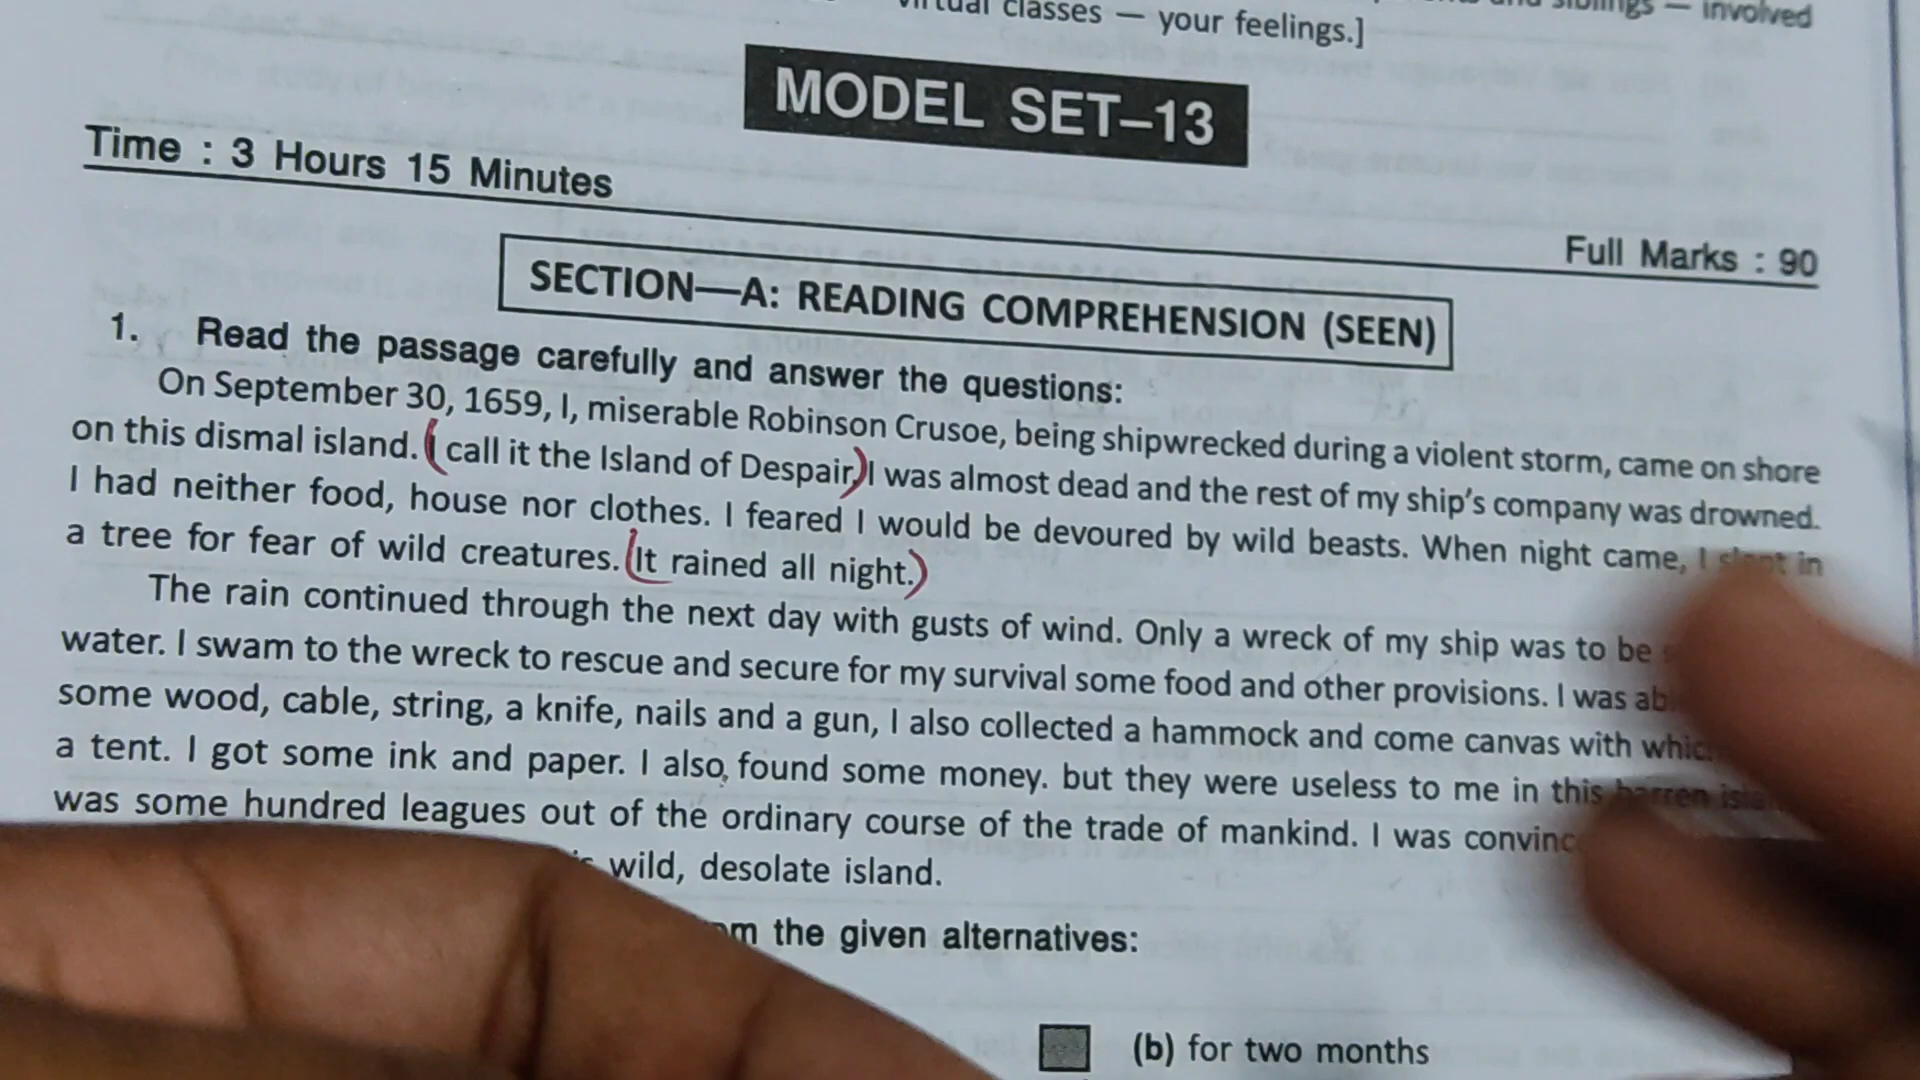 virtual classes — your feelings.] siblings — involved
MODEL SET–13
Time : 3 Hours 15 Minutes
Full Marks : 90
SECTION—A: READING COMPREHENSION (SEEN)
1. Read the passage carefully and answer the questions:
On September 30, 1659, I, miserable Robinson Crusoe, being shipwrecked during a violent storm, came on shore
on this dismal island. I call it the Island of Despair. I was almost dead and the rest of my ship's company was drowned.
I had neither food, house nor clothes. I feared I would be devoured by wild beasts. When night came, I slept in
a tree for fear of wild creatures. It rained all night.
The rain continued through the next day with gusts of wind. Only a wreck of my ship was to be
water. I swam to the wreck to rescue and secure for my survival some food and other provisions. I was
some wood, cable, string, a knife, nails and a gun, I also collected a hammock and come canvas with
a tent. I got some ink and paper. I also found some money. but they were useless to me in this barren
was some hundred leagues out of the ordinary course of the trade of mankind. I was
wild, desolate island.
the given alternatives:
(b) for two months